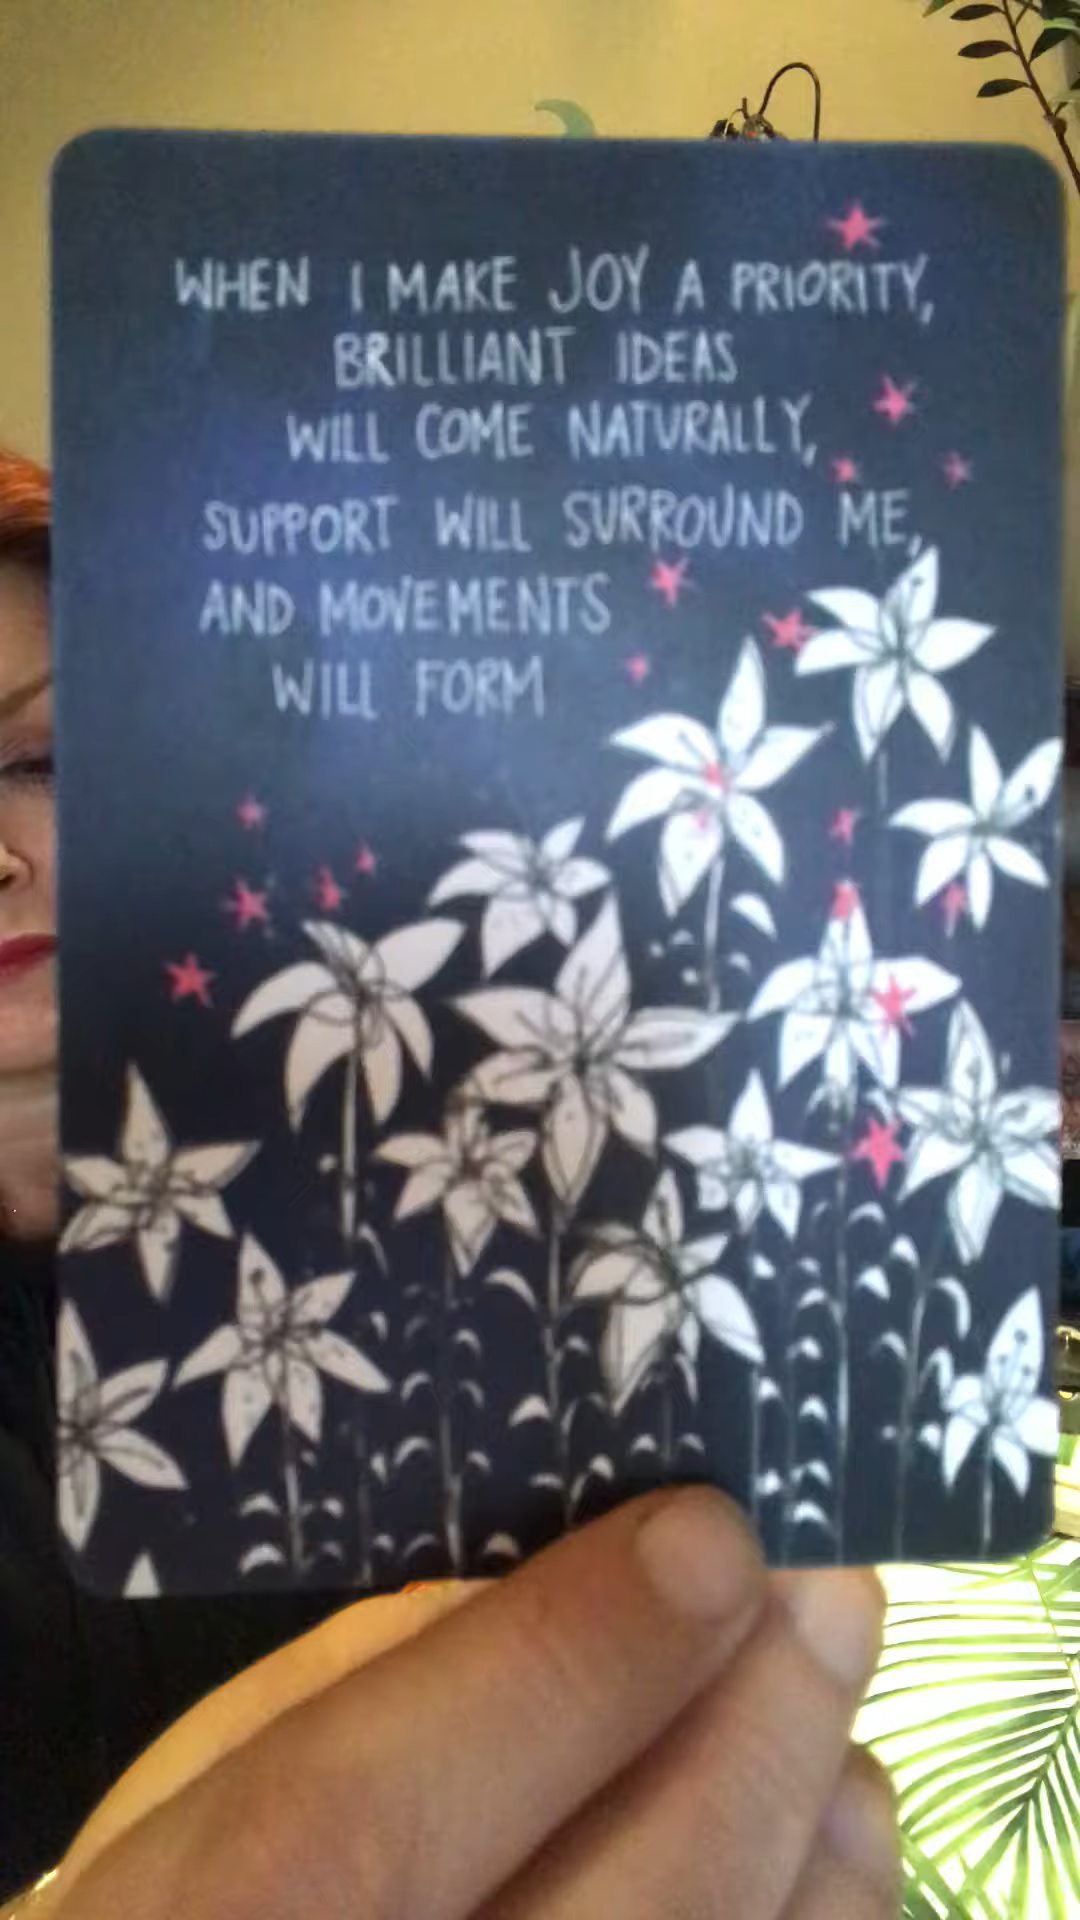 WHEN I MAKE JOY A PRIORITY,
BRILLIANT IDEAS
WILL COME NATURALLY,
SUPPORT WILL SURROUND ME,
AND MOVEMENTS
WILL FORM